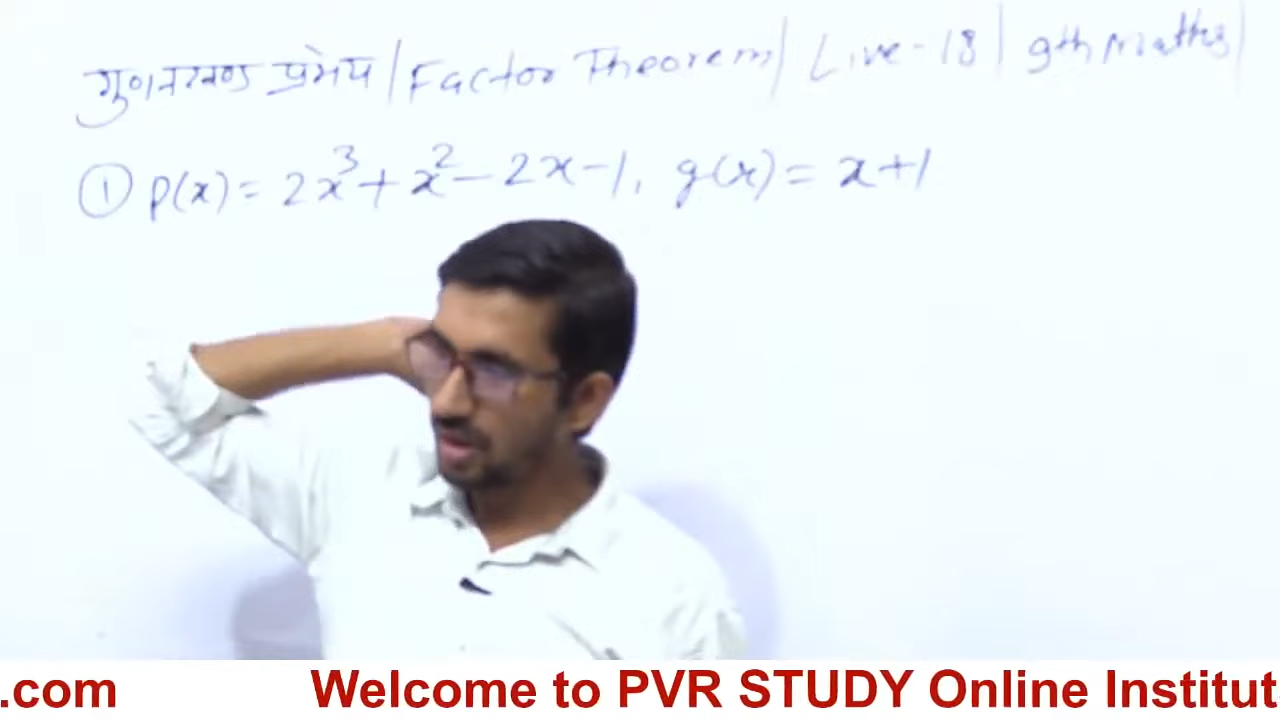 गुणनखण्ड प्रमेय | Factor Theorem | Live-18 | 9th Maths |
① p(x) = 2x³ + x² - 2x - 1, g(x) = x + 1
.com Welcome to PVR STUDY Online Institut